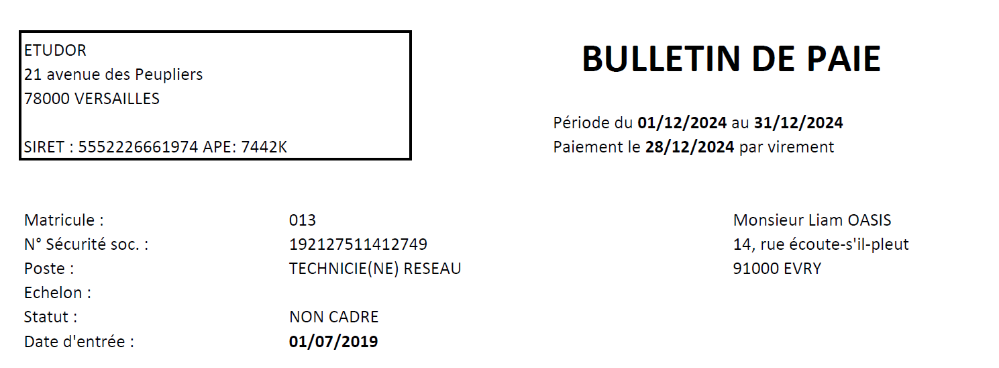 ETUDOR
21 avenue des Peupliers
78000 VERSAILLES
SIRET : 5552226661974 APE: 7442K
BULLETIN DE PAIE
Période du 01/12/2024 au 31/12/2024
Paiement le 28/12/2024 par virement
Matricule : 013
N° Sécurité soc. : 192127511412749
Poste : TECHNICIE(NE) RESEAU
Echelon :
Statut : NON CADRE
Date d'entrée : 01/07/2019
Monsieur Liam OASIS
14, rue écoute-s'il-pleut
91000 EVRY